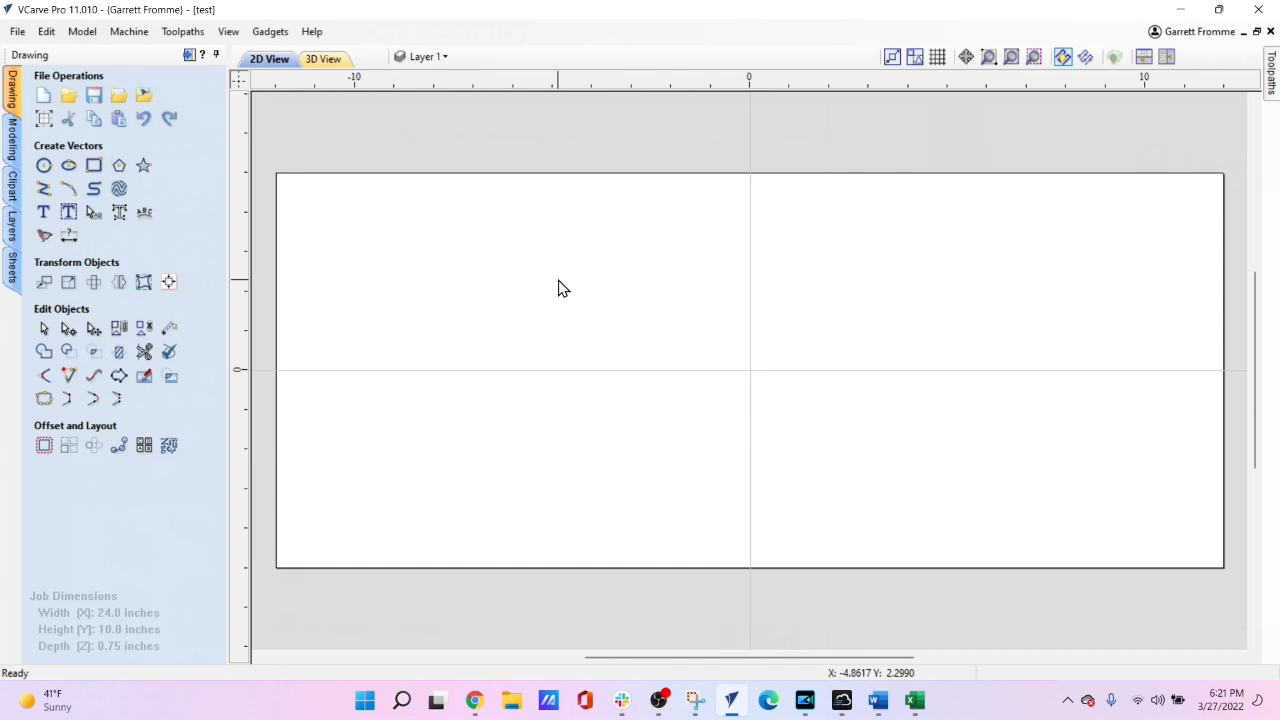 VCarve Pro 11.010 - {Garrett Fromme} - [test]
File Edit Model Machine Toolpaths View Gadgets Help
Garrett Fromme
Drawing
2D View
3D View
Layer 1
Toolpaths
Drawing
Modeling
Clipart
Layers
Sheets
File Operations
Create Vectors
Transform Objects
Edit Objects
Offset and Layout
-10
0
10
0
Job Dimensions
Width (X): 24.0 inches
Height (Y): 10.0 inches
Depth (Z): 0.75 inches
Ready
X: -4.8617 Y: 2.2990
41°F
Sunny
6:21 PM
3/27/2022